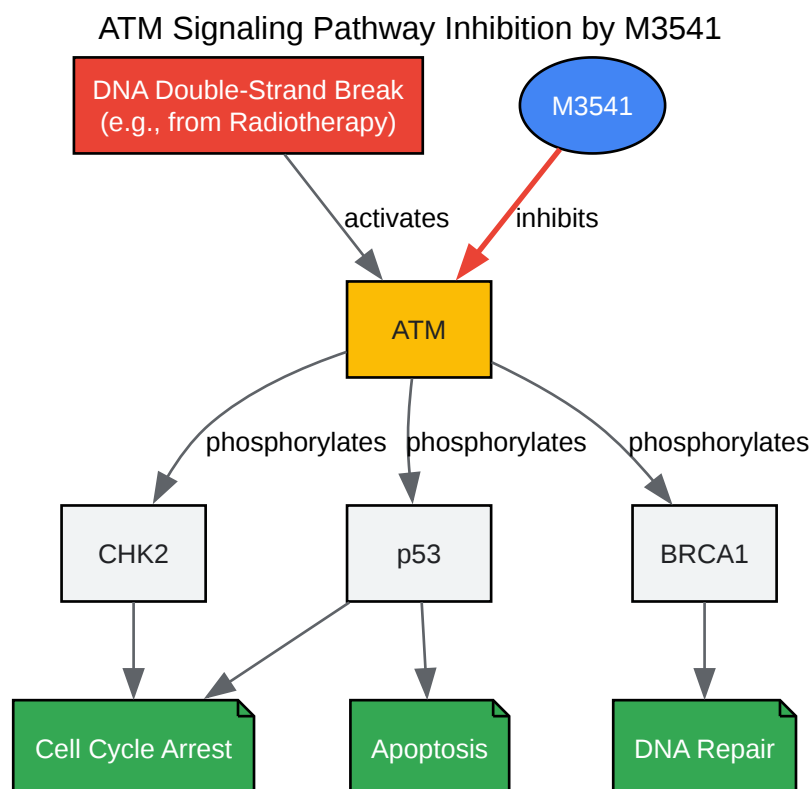 ATM Signaling Pathway Inhibition by M3541
DNA Double-Strand Break
(e.g., from Radiotherapy)
M3541
activates
inhibits
ATM
phosphorylates
phosphorylates
phosphorylates
CHK2
p53
BRCA1
Cell Cycle Arrest
Apoptosis
DNA Repair